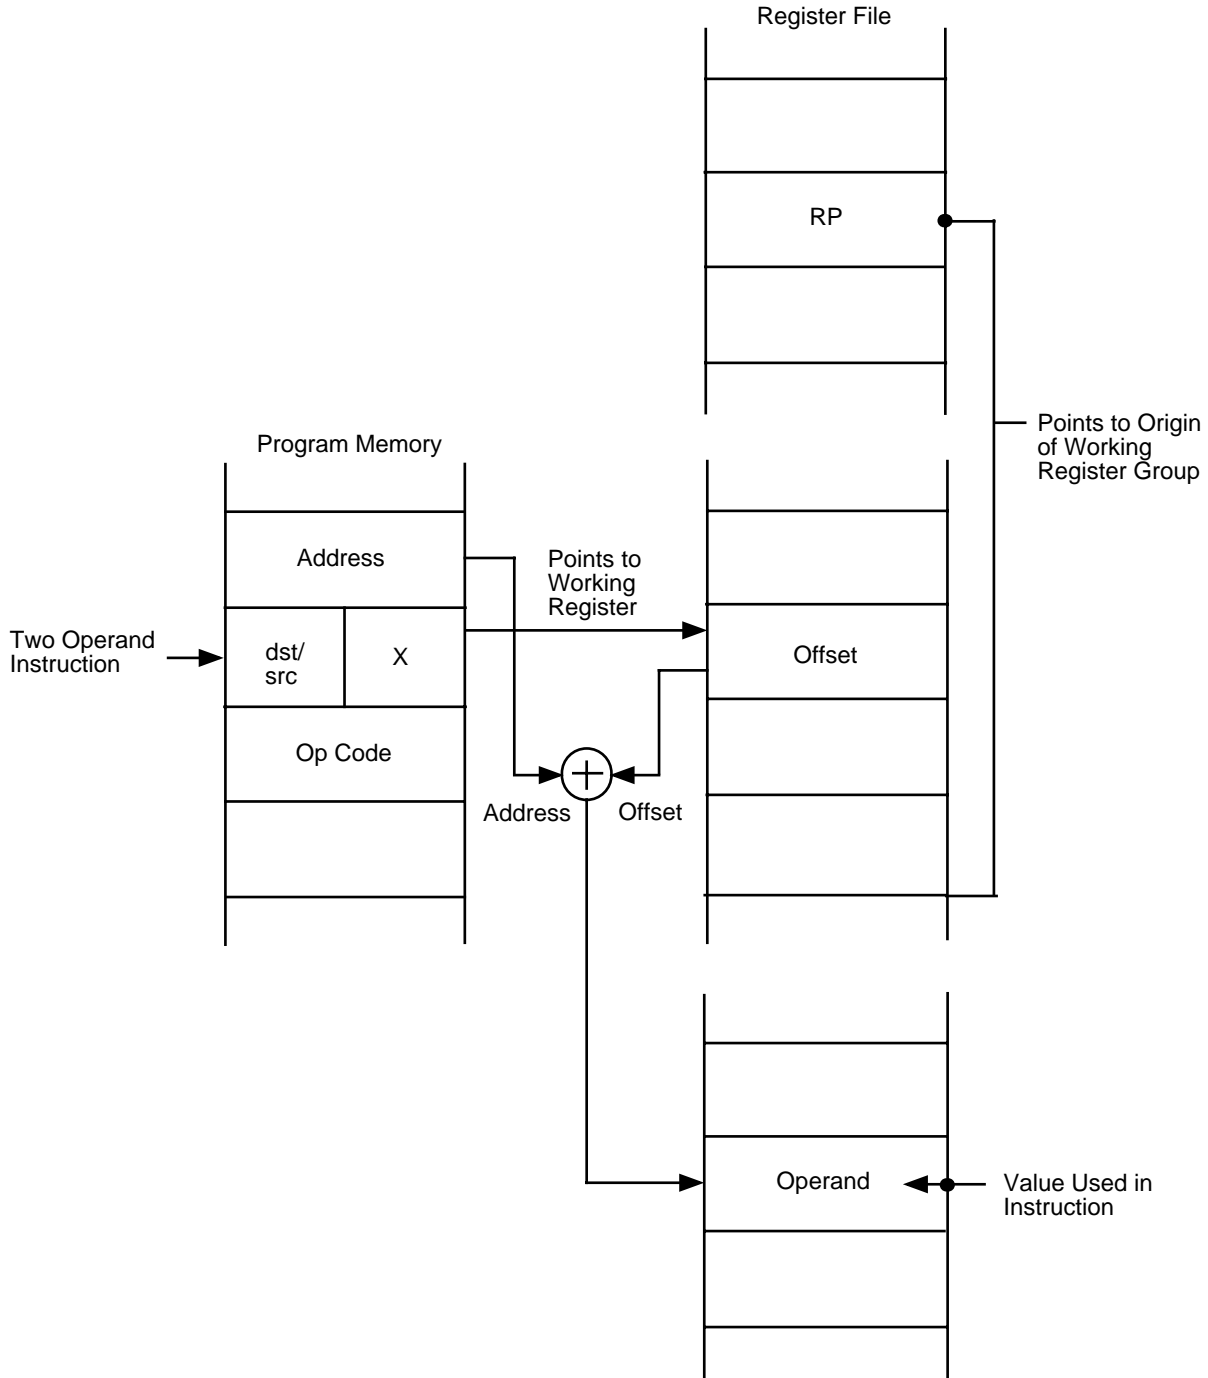 Register File
RP
Points to Origin
of Working
Register Group
Program Memory
Address
Points to
Working
Register
Two Operand
Instruction
dst/
src
X
Offset
Op Code
Address
Offset
Operand
Value Used in
Instruction